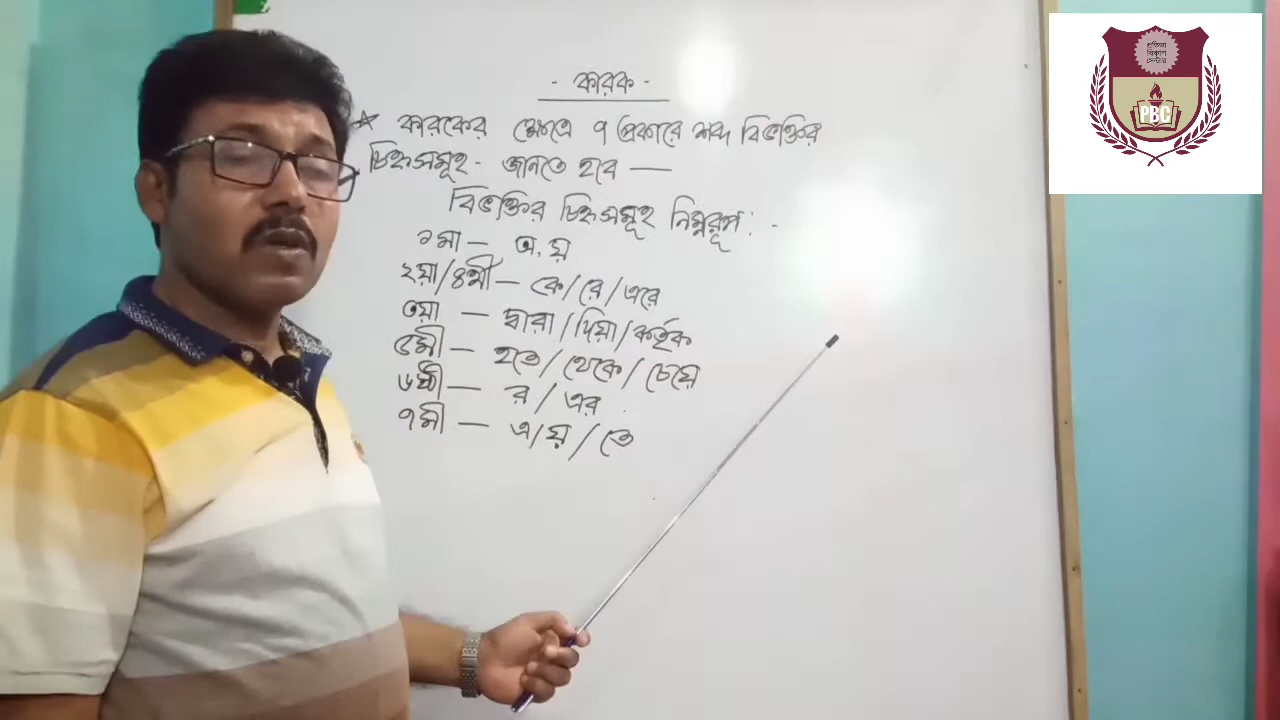 - কারক -
* কারকের ক্ষেত্রে ৭ প্রকারে শব্দ বিভক্তির
চিহ্নসমূহ - জানতে হবে —
বিভক্তির চিহ্নসমূহ নিম্নরূপ: -
১মা — অ, য়
২য়া/৪র্থী — কে/রে/এরে
৩য়া — দ্বারা/দিয়া/কর্তৃক
৫মী — হতে/থেকে/চেয়ে
৬ষ্ঠী — র/এর
৭মী — এ/য়/তে
প্রতিভা
বিকাশ
সেন্টার
PBC